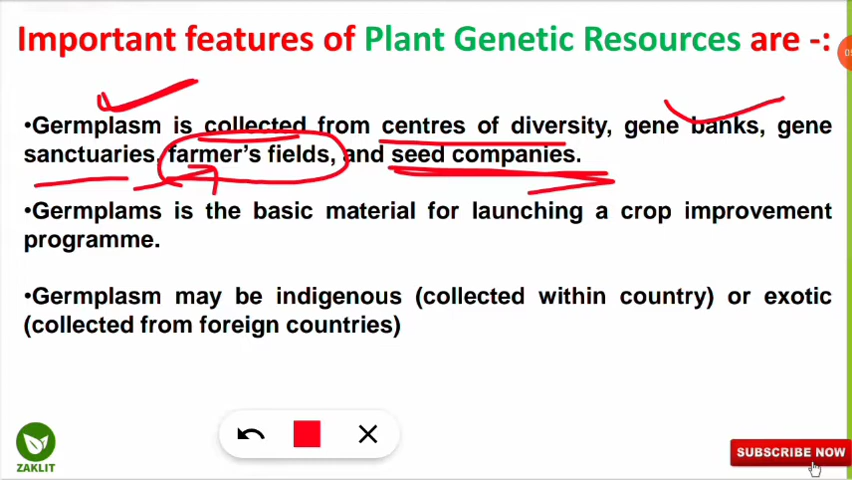 Important features of Plant Genetic Resources are -:
•Germplasm is collected from centres of diversity, gene banks, gene
sanctuaries, farmer's fields, and seed companies.
•Germplams is the basic material for launching a crop improvement
programme.
•Germplasm may be indigenous (collected within country) or exotic
(collected from foreign countries)
ZAKLIT
SUBSCRIBE NOW